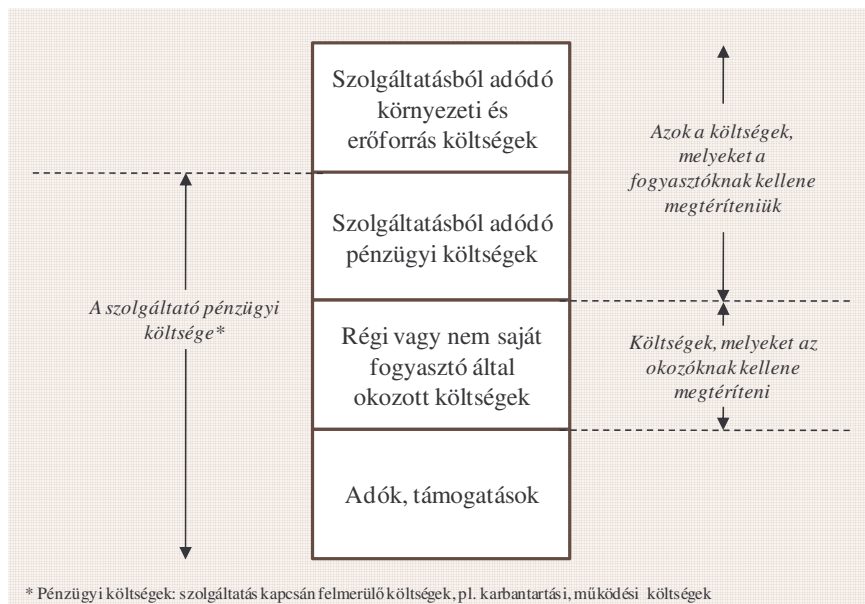 Szolgáltatásból adódó
környezeti és
erőforrás költségek
Azok a költségek,
melyeket a
fogyasztóknak kellene
megtéríteniük
Szolgáltatásból adódó
pénzügyi költségek
A szolgáltató pénzügyi
költsége*
Régi vagy nem saját
fogyasztó által
okozott költségek
Költségek, melyeket az
okozóknak kellene
megtéríteni
Adók, támogatások
* Pénzügyi költségek: szolgáltatás kapcsán felmerülő költségek, pl. karbantartási, működési költségek